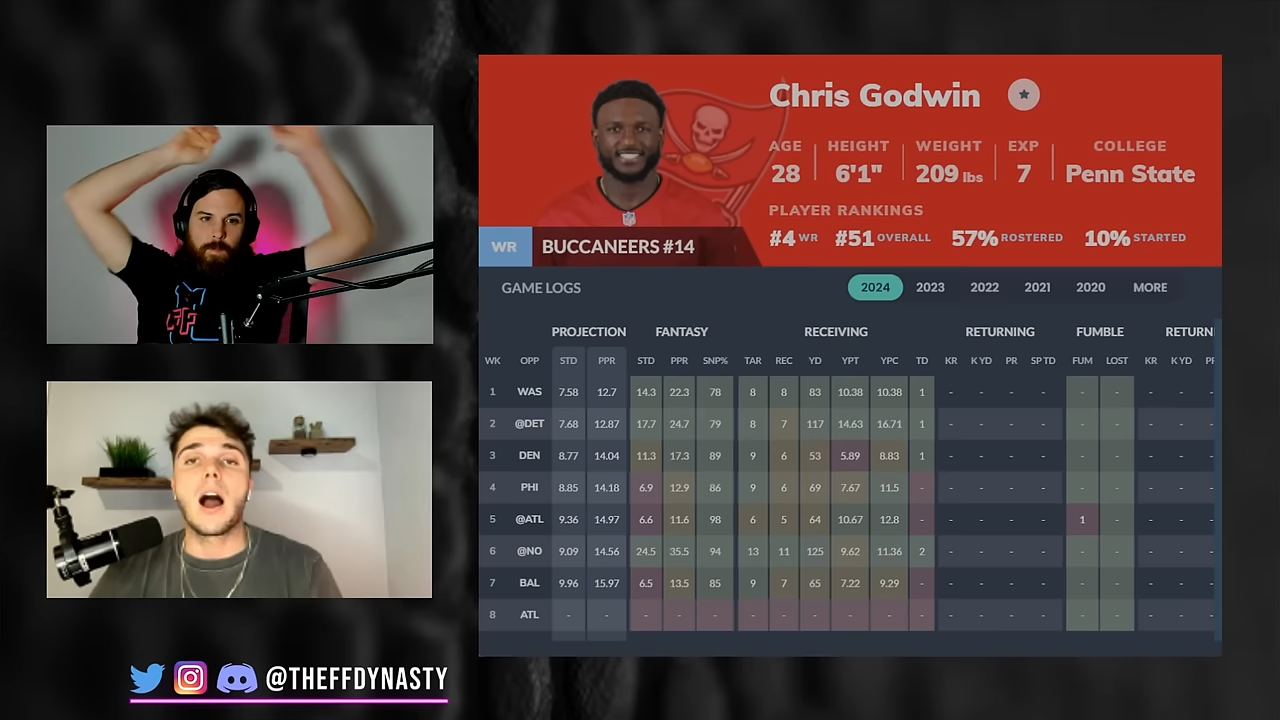 Chris Godwin
AGE HEIGHT WEIGHT EXP COLLEGE
28 6'1" 209 lbs 7 Penn State
PLAYER RANKINGS
#4 WR #51 OVERALL 57% ROSTERED 10% STARTED
WR BUCCANEERS #14
GAME LOGS 2024 2023 2022 2021 2020 MORE
PROJECTION FANTASY RECEIVING RETURNING FUMBLE RETURN
WK OPP STD PPR STD PPR SNP% TAR REC YD YPT YPC TD KR K YD PR SP TD FUM LOST KR K YD
1 WAS 7.58 12.7 14.3 22.3 78 8 8 83 10.38 10.38 1 - - - - - - - - -
2 @DET 7.68 12.87 17.7 24.7 79 8 7 117 14.63 16.71 1 - - - - - - - - -
3 DEN 8.77 14.04 11.3 17.3 89 9 6 53 5.89 8.83 1 - - - - - - - - -
4 PHI 8.85 14.18 6.9 12.9 86 9 6 69 7.67 11.5 - - - - - - - - - -
5 @ATL 9.36 14.97 6.6 11.6 98 6 5 64 10.67 12.8 - - - - - 1 - - - -
6 @NO 9.09 14.56 24.5 35.5 94 13 11 125 9.62 11.36 2 - - - - - - - - -
7 BAL 9.96 15.97 6.5 13.5 85 9 7 65 7.22 9.29 - - - - - - - - - -
8 ATL - - - - - - - - - - - - - - - - - - - -
@THEFFDYNASTY